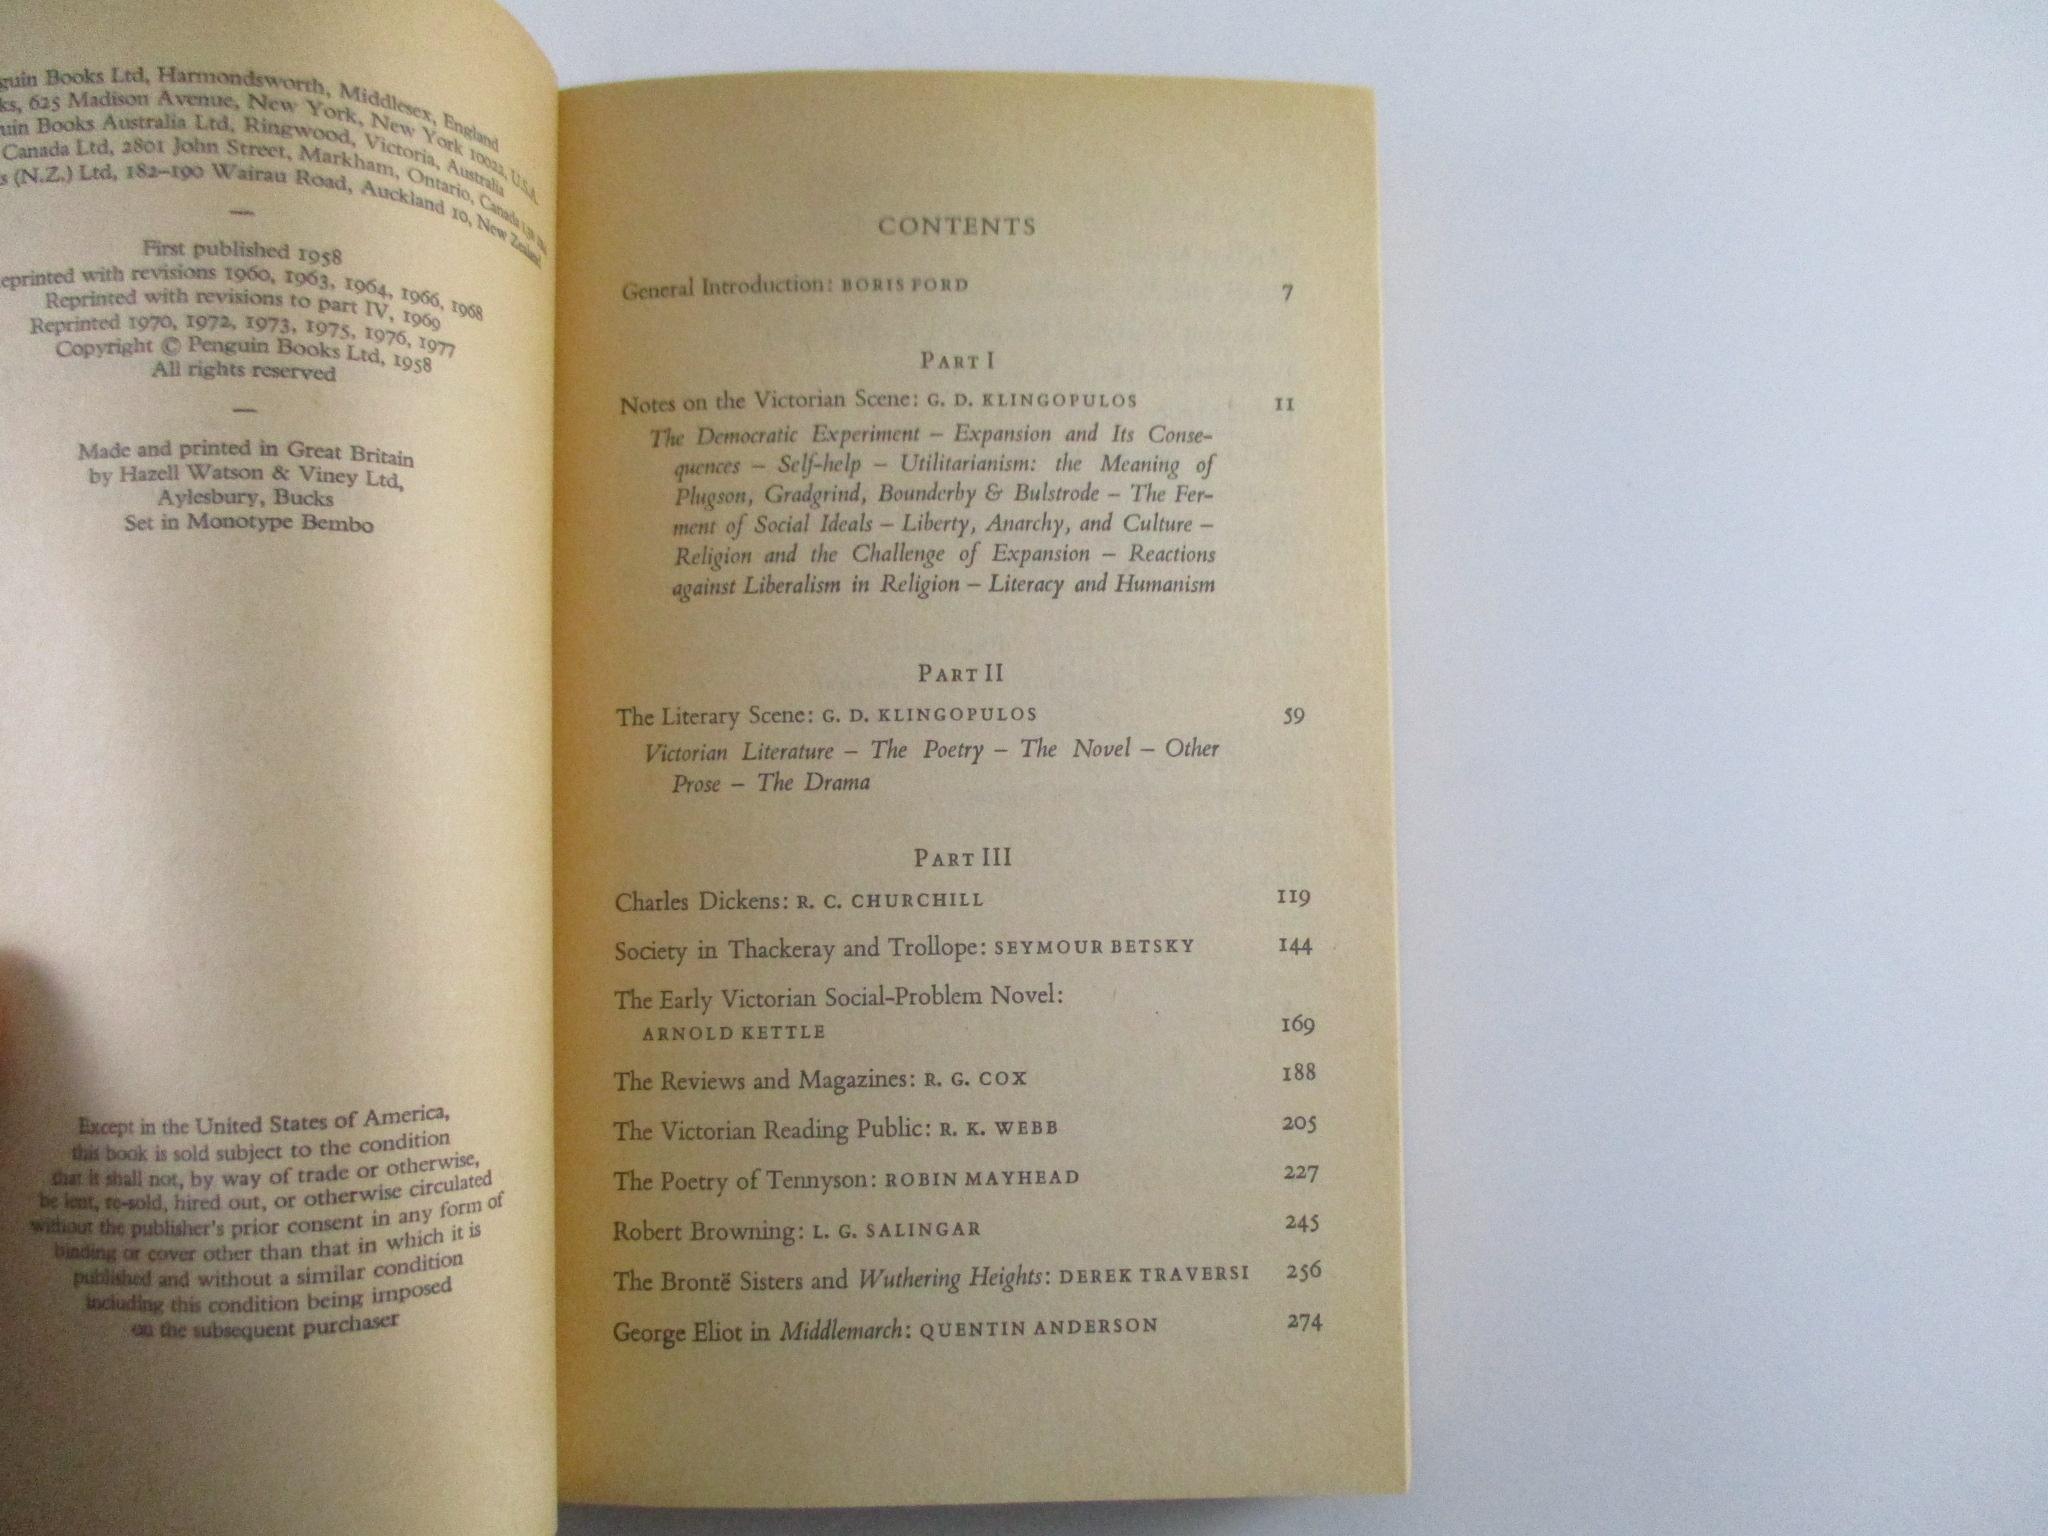 guin Books Ltd, Harmondsworth, Middlesex, England
ks, 625 Madison Avenue, New York, New York 10022, U.S.A.
uin Books Australia Ltd, Ringwood, Victoria, Australia
Canada Ltd, 2801 John Street, Markham, Ontario, Canada
s (N.Z.) Ltd, 182–190 Wairau Road, Auckland 10, New Zealand
—
First published 1958
eprinted with revisions 1960, 1963, 1964, 1966, 1968
Reprinted with revisions to part IV, 1969
Reprinted 1970, 1972, 1973, 1975, 1976, 1977
Copyright © Penguin Books Ltd, 1958
All rights reserved
—
Made and printed in Great Britain
by Hazell Watson & Viney Ltd,
Aylesbury, Bucks
Set in Monotype Bembo
Except in the United States of America,
this book is sold subject to the condition
that it shall not, by way of trade or otherwise,
be lent, re-sold, hired out, or otherwise circulated
without the publisher's prior consent in any form of
binding or cover other than that in which it is
published and without a similar condition
including this condition being imposed
on the subsequent purchaser
CONTENTS
General Introduction: BORIS FORD 7
PART I
Notes on the Victorian Scene: G. D. KLINGOPULOS 11
The Democratic Experiment – Expansion and Its Conse-
quences – Self-help – Utilitarianism: the Meaning of
Plugson, Gradgrind, Bounderby & Bulstrode – The Fer-
ment of Social Ideals – Liberty, Anarchy, and Culture –
Religion and the Challenge of Expansion – Reactions
against Liberalism in Religion – Literacy and Humanism
PART II
The Literary Scene: G. D. KLINGOPULOS 59
Victorian Literature – The Poetry – The Novel – Other
Prose – The Drama
PART III
Charles Dickens: R. C. CHURCHILL 119
Society in Thackeray and Trollope: SEYMOUR BETSKY 144
The Early Victorian Social-Problem Novel:
ARNOLD KETTLE 169
The Reviews and Magazines: R. G. COX 188
The Victorian Reading Public: R. K. WEBB 205
The Poetry of Tennyson: ROBIN MAYHEAD 227
Robert Browning: L. G. SALINGAR 245
The Brontë Sisters and Wuthering Heights: DEREK TRAVERSI 256
George Eliot in Middlemarch: QUENTIN ANDERSON 274